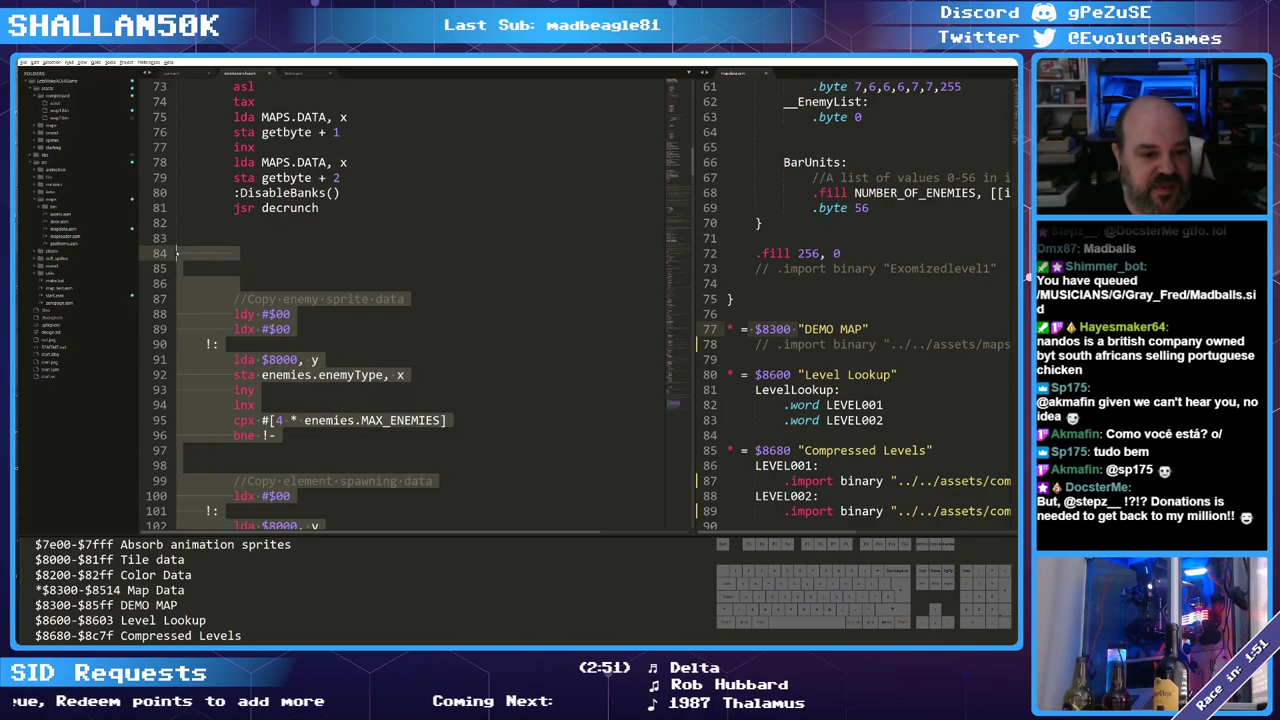 SHALLAN50K
Last Sub: madbeagle81
Discord gPeZuSE
Twitter @EvoluteGames
73 asl
74 tax
75 lda MAPS.DATA, x
76 sta getbyte + 1
77 inx
78 lda MAPS.DATA, x
79 sta getbyte + 2
80 :DisableBanks()
81 jsr decrunch
82
83
84
85
86
87 //Copy·enemy·sprite·data
88 ldy·#$00
89 ldx·#$00
90 !:
91 lda·$8000,·y
92 sta·enemies.enemyType,·x
93 iny
94 inx
95 cpx·#[4·*·enemies.MAX_ENEMIES]
96 bne·!-
97
98
99 //Copy·element·spawning·data
100 ldx·#$00
101 !:
102 lda·$8000,·y
61 .byte 7,6,6,6,7,7,255
62 __EnemyList:
63 .byte 0
64
65
66 BarUnits:
67 //A list of values 0-56 in i
68 .fill NUMBER_OF_ENEMIES, [[i
69 .byte 56
70 }
71
72 .fill 256, 0
73 // .import binary "Exomizedlevel1"
74
75 }
76
77 * = $8300 "DEMO MAP"
78 // .import binary "../../assets/maps
79
80 * = $8600 "Level Lookup"
81 LevelLookup:
82 .word LEVEL001
83 .word LEVEL002
84
85 * = $8680 "Compressed Levels"
86 LEVEL001:
87 .import binary "../../assets/com
88 LEVEL002:
89 .import binary "../../assets/com
90
$7e00-$7fff Absorb animation sprites
$8000-$81ff Tile data
$8200-$82ff Color Data
*$8300-$8514 Map Data
$8300-$85ff DEMO MAP
$8600-$8603 Level Lookup
$8680-$8c7f Compressed Levels
Stepz__: @DocsterMe gtfo. lol
Dmx87: Madballs
Shimmer_bot:
You have queued
/MUSICIANS/G/Gray_Fred/Madballs.si
d
Hayesmaker64:
nandos is a british company owned
byt south africans selling portuguese
chicken
Sp175:
@akmafin given we can't hear you, no
idea
Akmafin: Como você está? o/
Sp175: tudo bem
Akmafin: @sp175
DocsterMe:
But, @stepz__ !?!? Donations is
needed to get back to my million!!
Race in: 1:51
SID Requests
(2:51)
Delta
Rob Hubbard
1987 Thalamus
ue, Redeem points to add more
Coming Next: